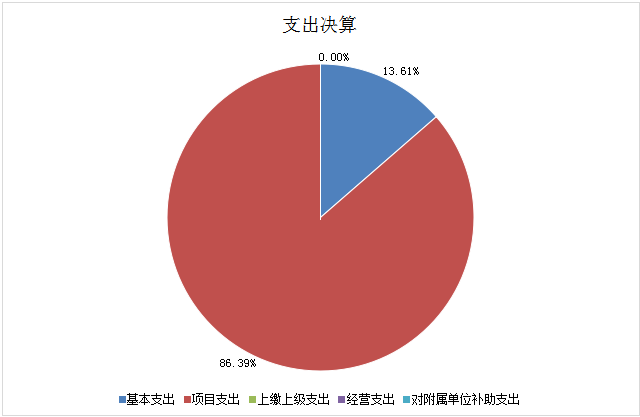 支出决算
0.00%
13.61%
86.39%
基本支出 项目支出 上缴上级支出 经营支出 对附属单位补助支出